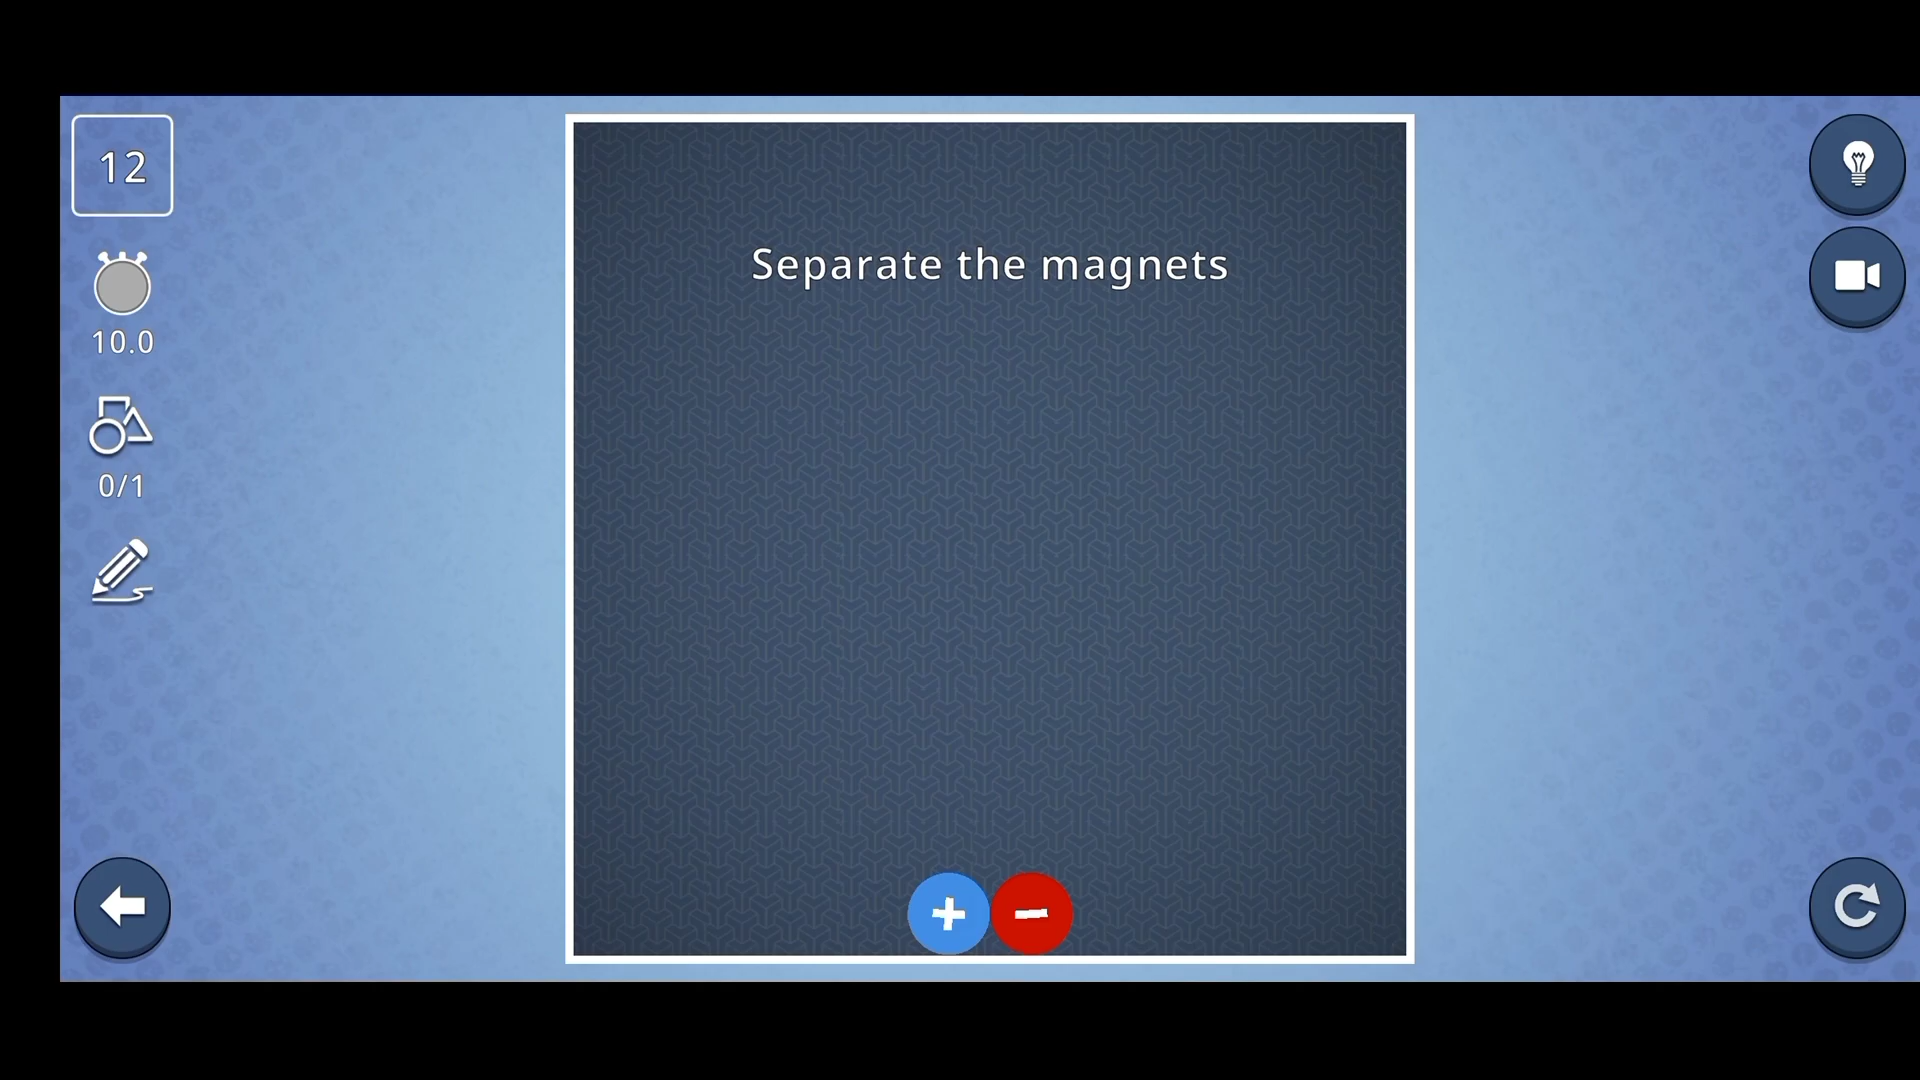 12
Separate the magnets
10.0
0/1
+ −